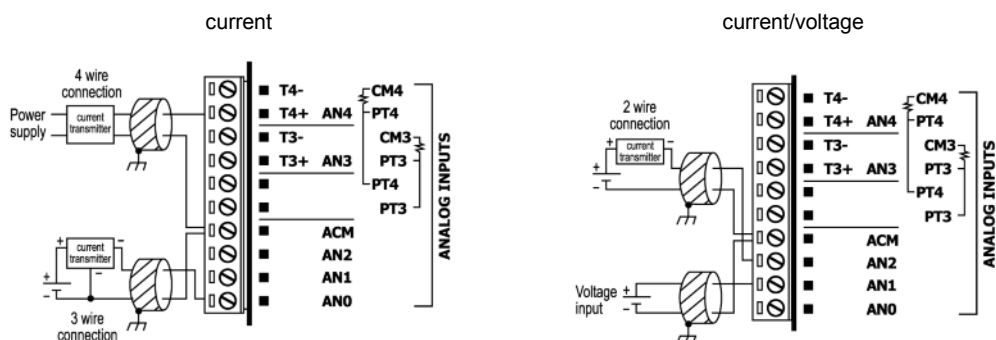 current
4 wire
connection
Power
supply
current
transmitter
current
transmitter
3 wire
connection
T4-
T4+ AN4
T3-
T3+ AN3
ACM
AN2
AN1
AN0
CM4
PT4
CM3
PT3
PT4
PT3
ANALOG INPUTS
+
-
+
-
-
current/voltage
2 wire
connection
current
transmitter
+
-
+
-
Voltage
input
+
-
T4-
T4+ AN4
T3-
T3+ AN3
ACM
AN2
AN1
AN0
CM4
PT4
CM3
PT3
PT4
PT3
ANALOG INPUTS